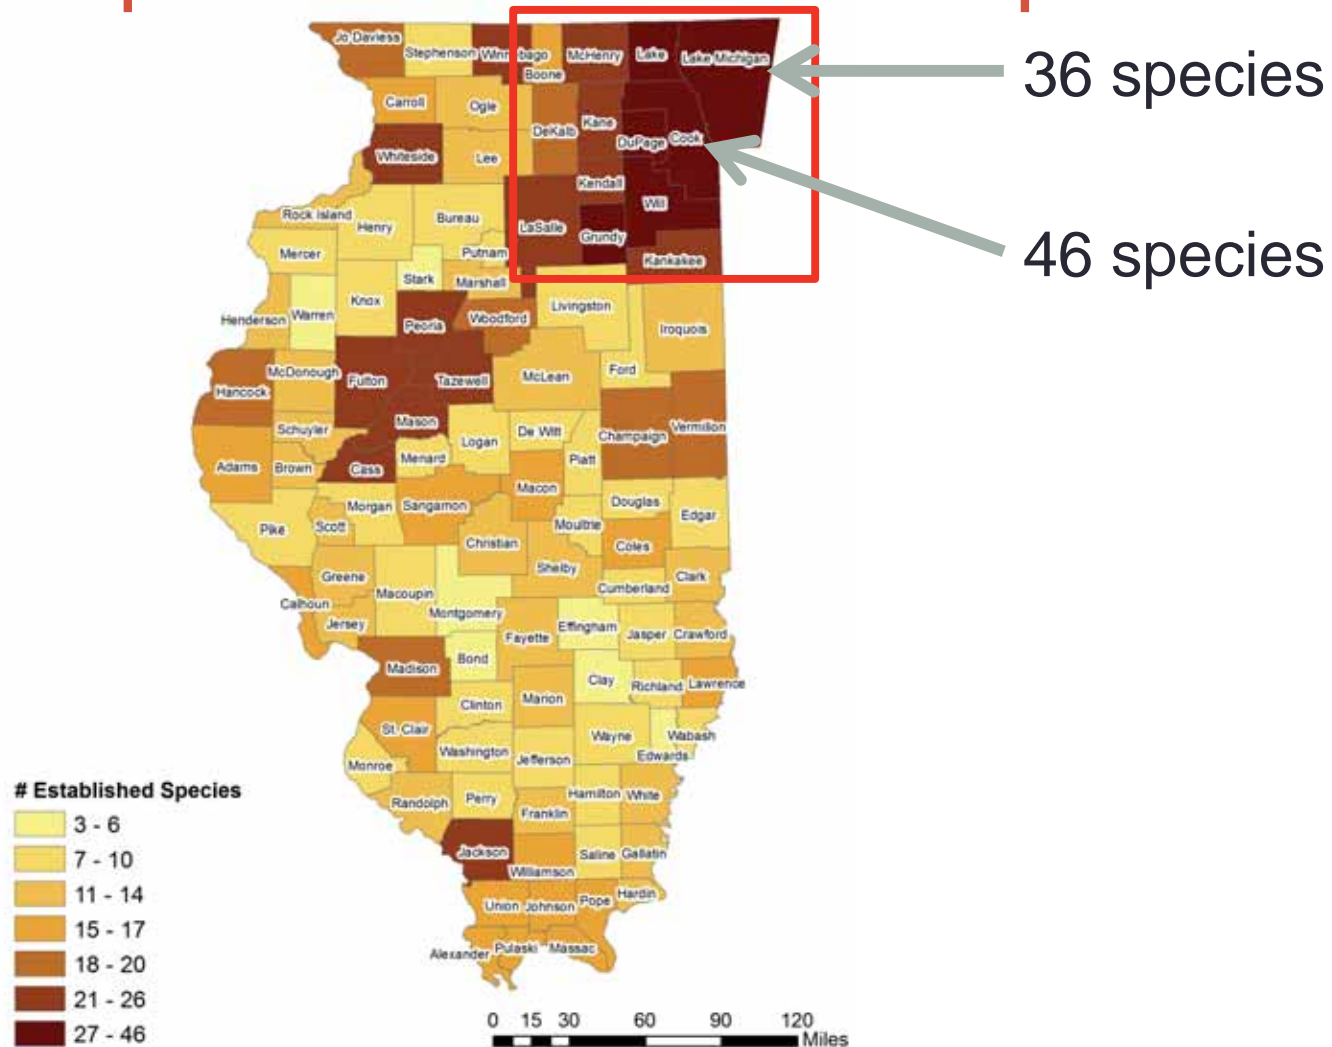 Jo Daviess
Stephenson
Winnebago
Boone
McHenry
Lake
Lake Michigan
36 species
Carroll
Ogle
DeKalb
Kane
DuPage
Cook
Whiteside
Lee
Kendall
Will
46 species
Rock Island
Henry
Bureau
LaSalle
Grundy
Mercer
Putnam
Kankakee
Stark
Marshall
Henderson
Warren
Knox
Peoria
Woodford
Livingston
Iroquois
Hancock
McDonough
Fulton
Tazewell
McLean
Ford
Schuyler
Mason
Logan
De Witt
Champaign
Vermilion
Adams
Brown
Cass
Menard
Piatt
Macon
Pike
Scott
Morgan
Sangamon
Christian
Moultrie
Douglas
Edgar
Coles
Greene
Macoupin
Shelby
Cumberland
Clark
Calhoun
Jersey
Montgomery
Fayette
Effingham
Jasper
Crawford
Madison
Bond
Clay
Richland
Lawrence
Clinton
Marion
St. Clair
Washington
Jefferson
Wayne
Edwards
Wabash
Monroe
Randolph
Perry
Franklin
Hamilton
White
Jackson
Williamson
Saline
Gallatin
Union
Johnson
Pope
Hardin
Alexander
Pulaski
Massac
# Established Species
3 - 6
7 - 10
11 - 14
15 - 17
18 - 20
21 - 26
27 - 46
0 15 30 60 90 120
Miles